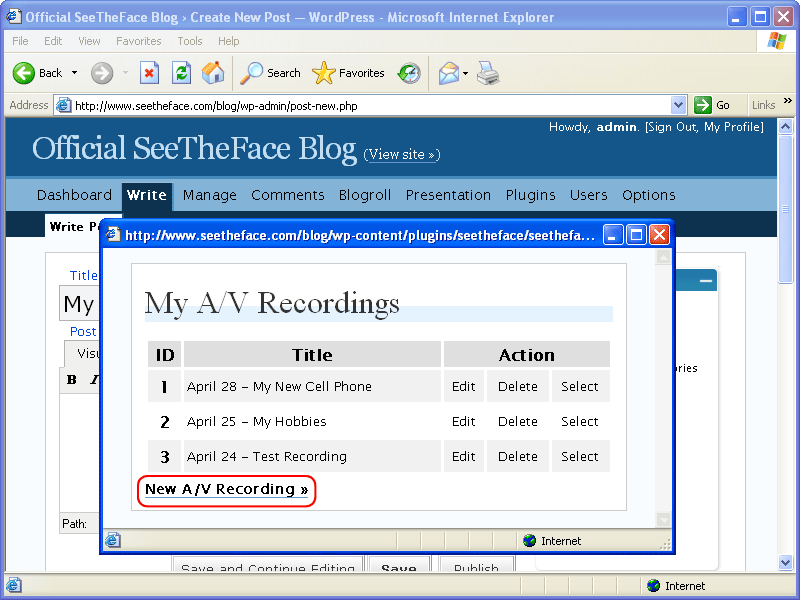 Official SeeTheFace Blog › Create New Post — WordPress - Microsoft Internet Explorer
File Edit View Favorites Tools Help
Back Search Favorites
Address http://www.seetheface.com/blog/wp-admin/post-new.php Go Links »
Howdy, admin. [Sign Out, My Profile]
Official SeeTheFace Blog (View site »)
Dashboard Write Manage Comments Blogroll Presentation Plugins Users Options
Write P
http://www.seetheface.com/blog/wp-content/plugins/seetheface/seethefa...
Title
My
Post
Visu
B I
Path:
My A/V Recordings
ID Title Action
1 April 28 – My New Cell Phone Edit Delete Select
2 April 25 – My Hobbies Edit Delete Select
3 April 24 – Test Recording Edit Delete Select
New A/V Recording »
ories
Internet
Save and Continue Editing Save Publish
Internet